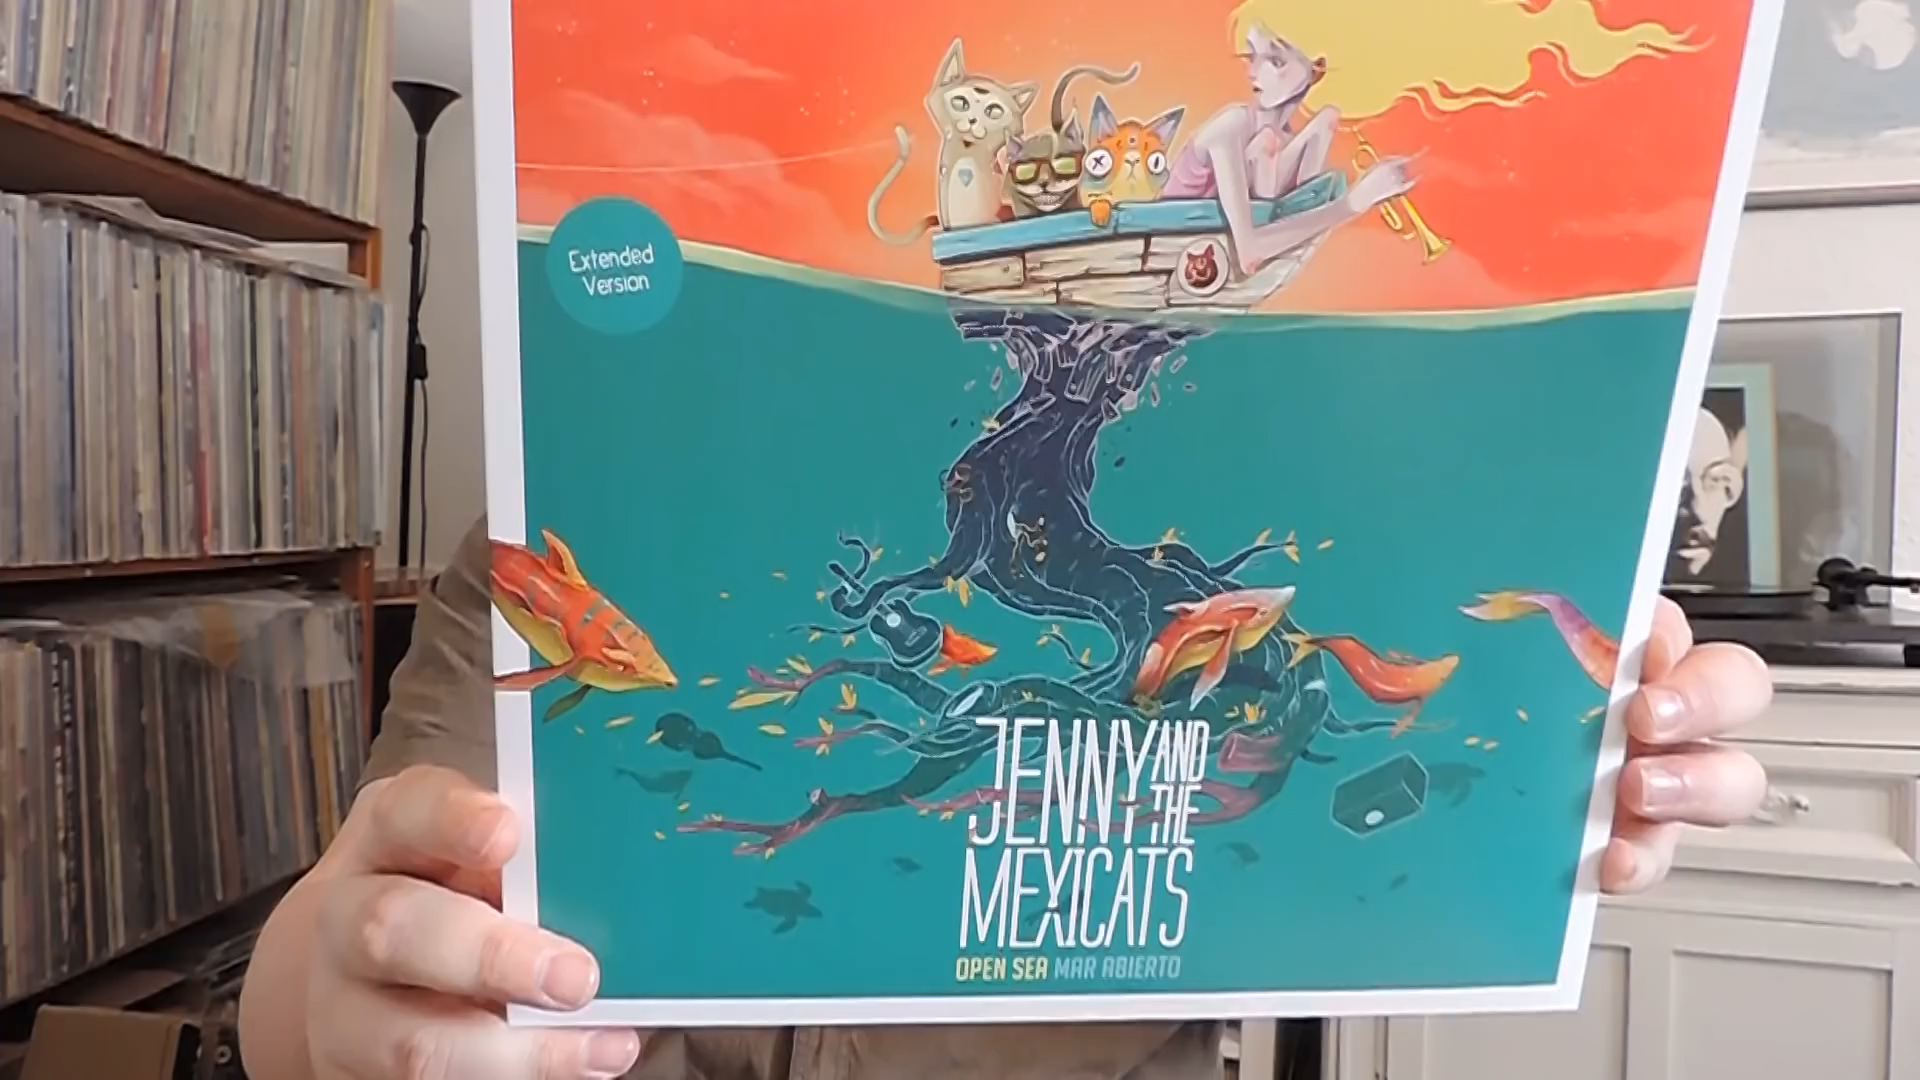 Extended
Version
JENNY AND
THE
MEXICATS
OPEN SEA MAR ABIERTO